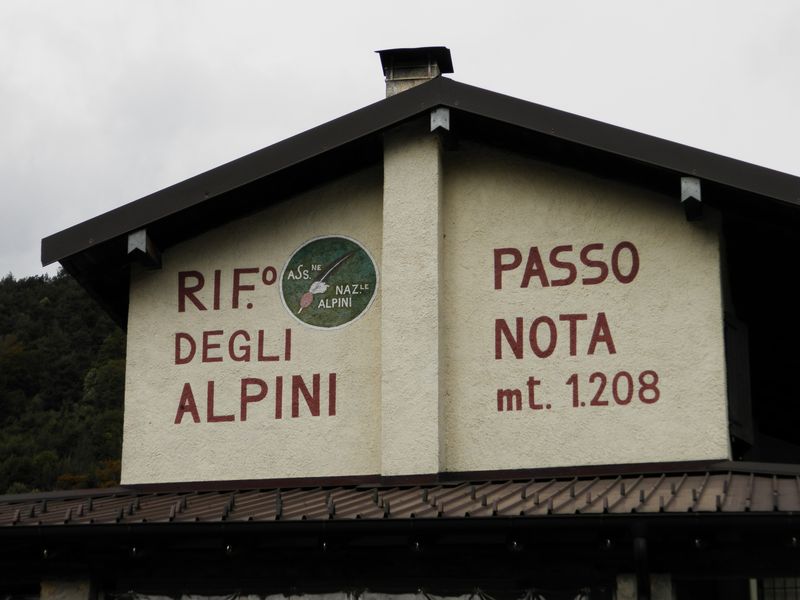 RIF.º
DEGLI
ALPINI
ASS.NE
NAZ.LE
ALPINI
PASSO
NOTA
mt. 1.208